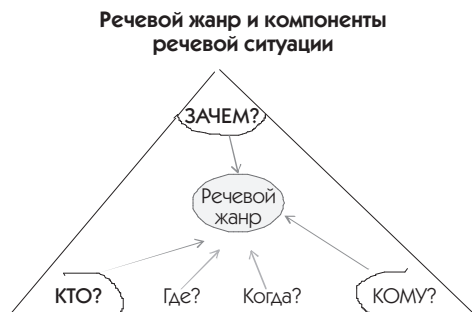 Речевой жанр и компоненты
речевой ситуации
ЗАЧЕМ?
Речевой
жанр
КТО? Где? Когда? КОМУ?